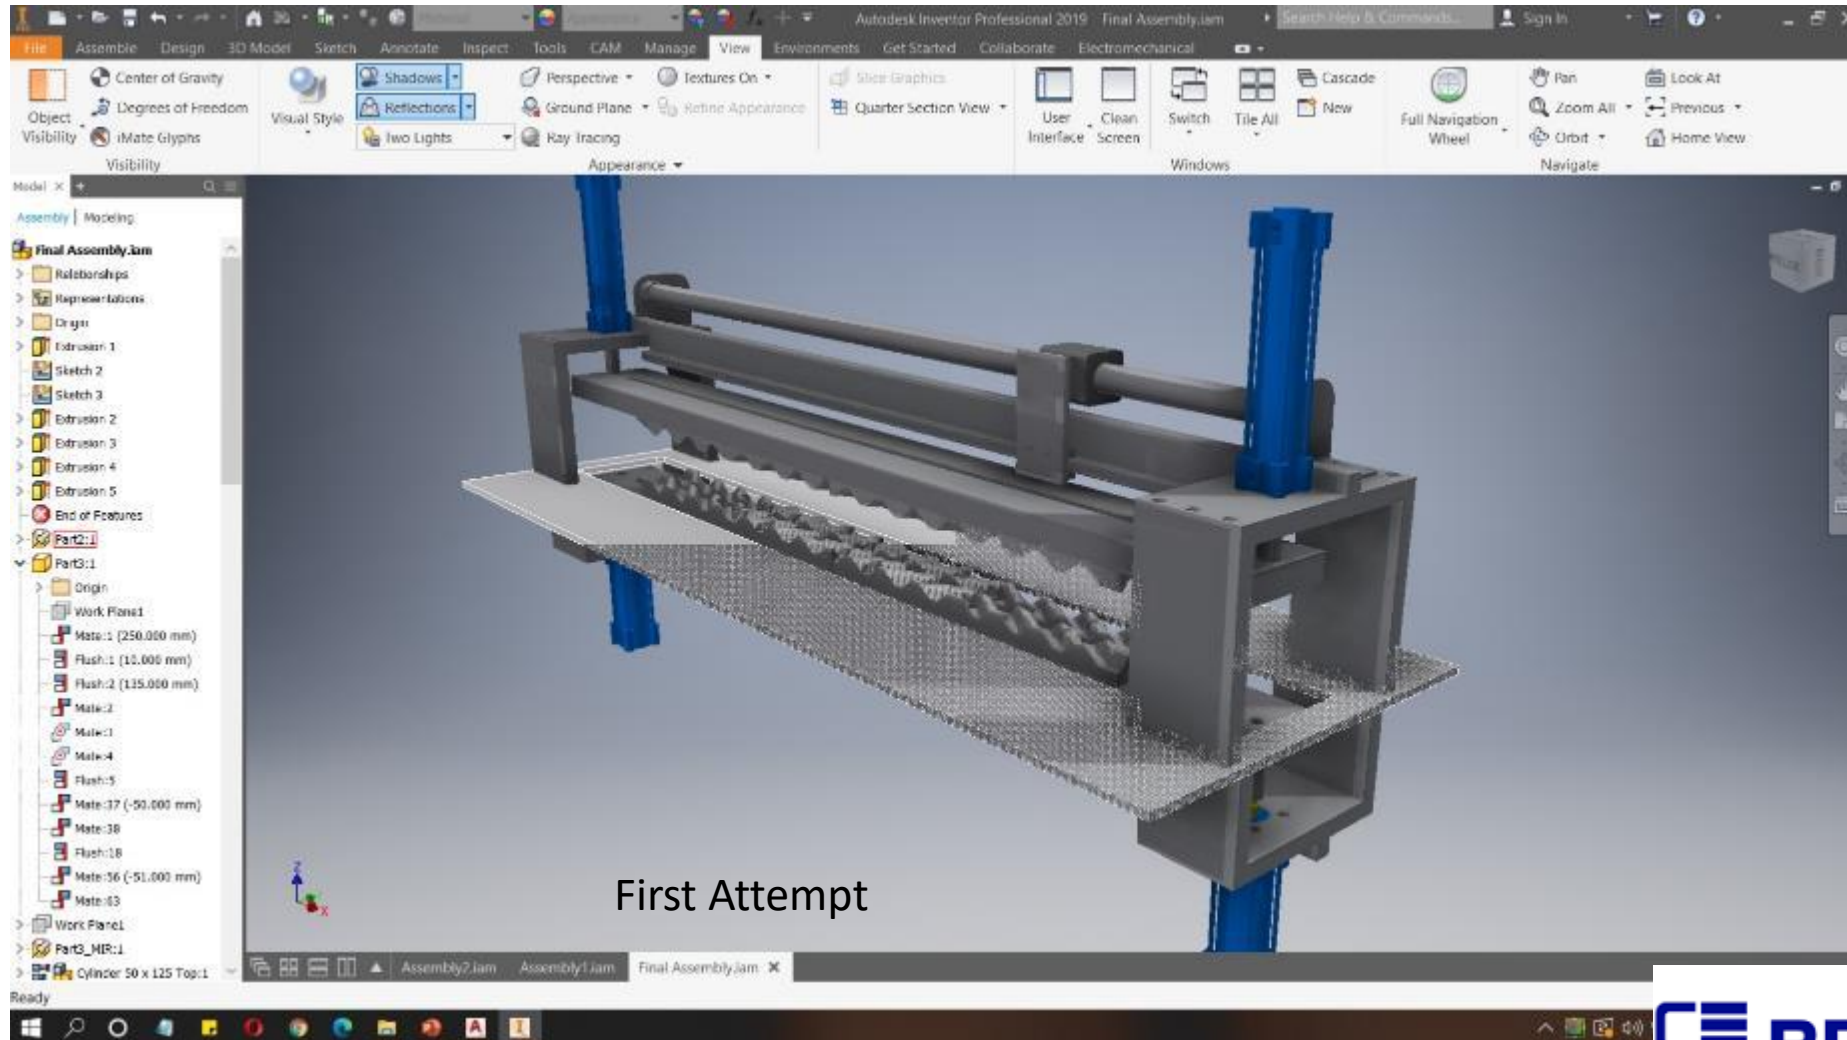 Autodesk Inventor Professional 2019 Final Assembly.iam
Search Help & Commands...
Sign In
File Assemble Design 3D Model Sketch Annotate Inspect Tools CAM Manage View Environments Get Started Collaborate Electromechanical
Object Visibility
Center of Gravity
Degrees of Freedom
iMate Glyphs
Visibility
Visual Style
Shadows
Reflections
Two Lights
Perspective
Ground Plane
Ray Tracing
Textures On
Refine Appearance
Slice Graphics
Quarter Section View
Appearance
User Interface
Clean Screen
Switch
Tile All
Cascade
New
Windows
Full Navigation Wheel
Pan
Zoom All
Orbit
Look At
Previous
Home View
Navigate
Model
Assembly | Modeling
Final Assembly.iam
Relationships
Representations
Origin
Extrusion 1
Sketch 2
Sketch 3
Extrusion 2
Extrusion 3
Extrusion 4
Extrusion 5
End of Features
Part2:1
Part3:1
Origin
Work Plane1
Mate:1 (250.000 mm)
Flush:1 (10.000 mm)
Flush:2 (135.000 mm)
Mate:2
Mate:3
Mate:4
Flush:5
Mate:37 (-50.000 mm)
Mate:38
Flush:18
Mate:56 (-51.000 mm)
Mate:63
Work Plane1
Part3_MIR:1
Cylinder 50 x 125 Top:1
Z
X
First Attempt
Assembly2.iam Assembly1.iam Final Assembly.iam
Ready